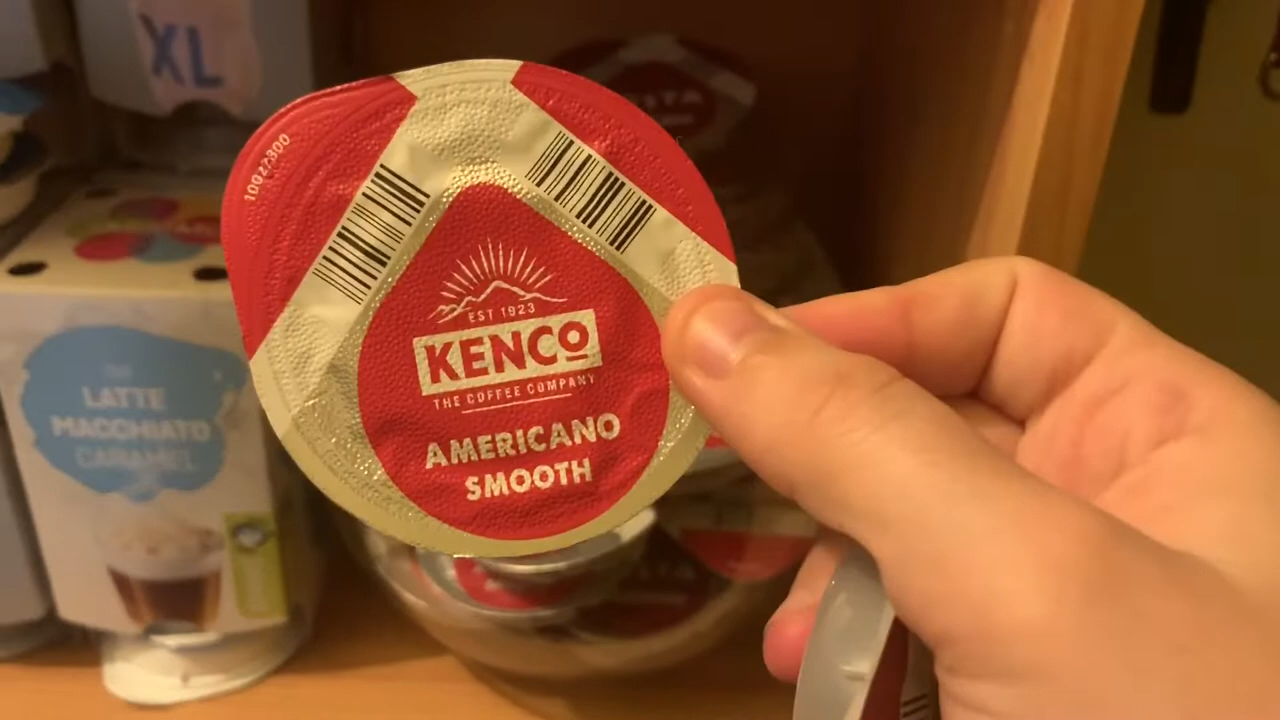 XL
10022300
EST 1923
KENCO
THE COFFEE COMPANY
AMERICANO
SMOOTH
LATTE
MACCHIATO
CARAMEL